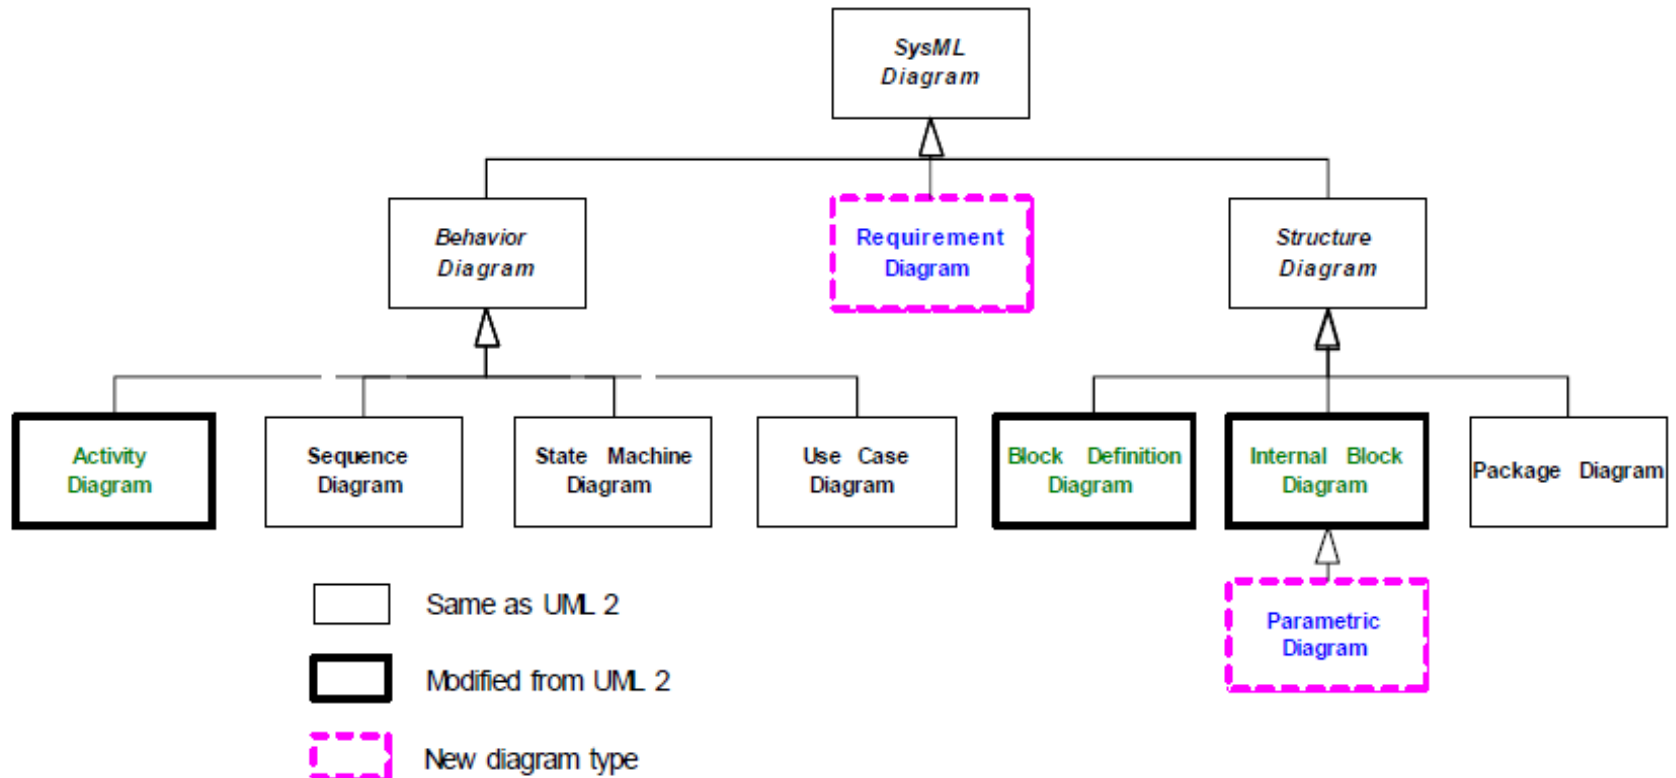 SysML
Diagram
Behavior
Diagram
Requirement
Diagram
Structure
Diagram
Activity
Diagram
Sequence
Diagram
State Machine
Diagram
Use Case
Diagram
Block Definition
Diagram
Internal Block
Diagram
Package Diagram
Parametric
Diagram
Same as UML 2
Modified from UML 2
New diagram type